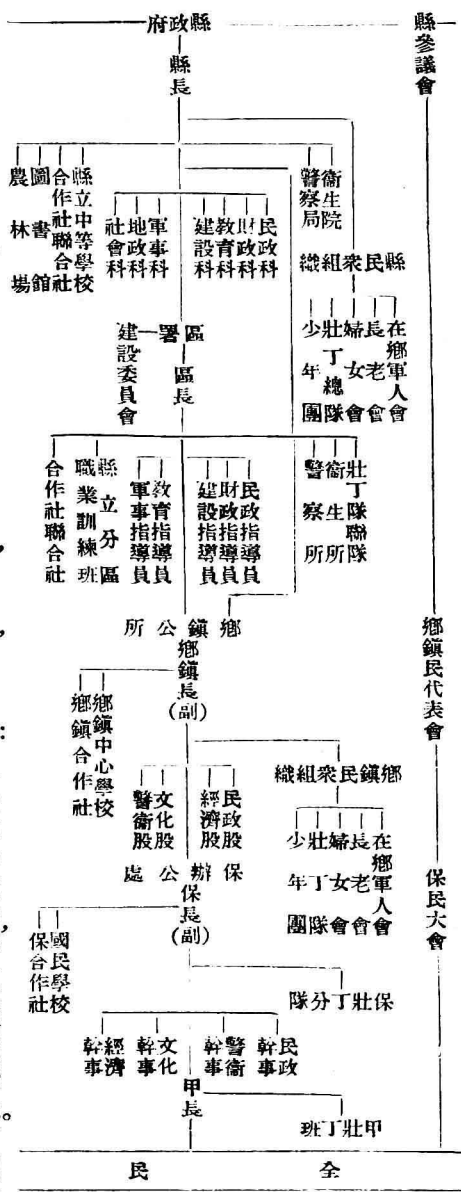 縣參議會
縣政府
縣長
衞生院
警察局
縣立中等學校
合作社聯合社
圖書館
農林場
民政科
財政科
教育科
建設科
軍事科
地政科
社會科
縣民衆組織
在鄉軍人會
長老會
婦女會
壯丁總隊
少年團
區署
建設委員會
區長
壯丁隊聯隊
衞生所
警察所
民政指導員
財政指導員
建設指導員
教育指導員
軍事指導員
縣立分區
職業訓練班
合作社聯合社
鄉鎮民代表會
鄉鎮公所
鄉鎮長
(副)
鄉鎮中心學校
鄉鎮合作社
鄉鎮民衆組織
民政股
經濟股
文化股
警衞股
在鄉軍人會
長老會
婦女會
壯丁隊
少年團
保民大會
保辦公處
保長
(副)
國民學校
保合作社
保壯丁分隊
民政幹事
警衞幹事
文化幹事
經濟幹事
甲長
甲壯丁班
全民